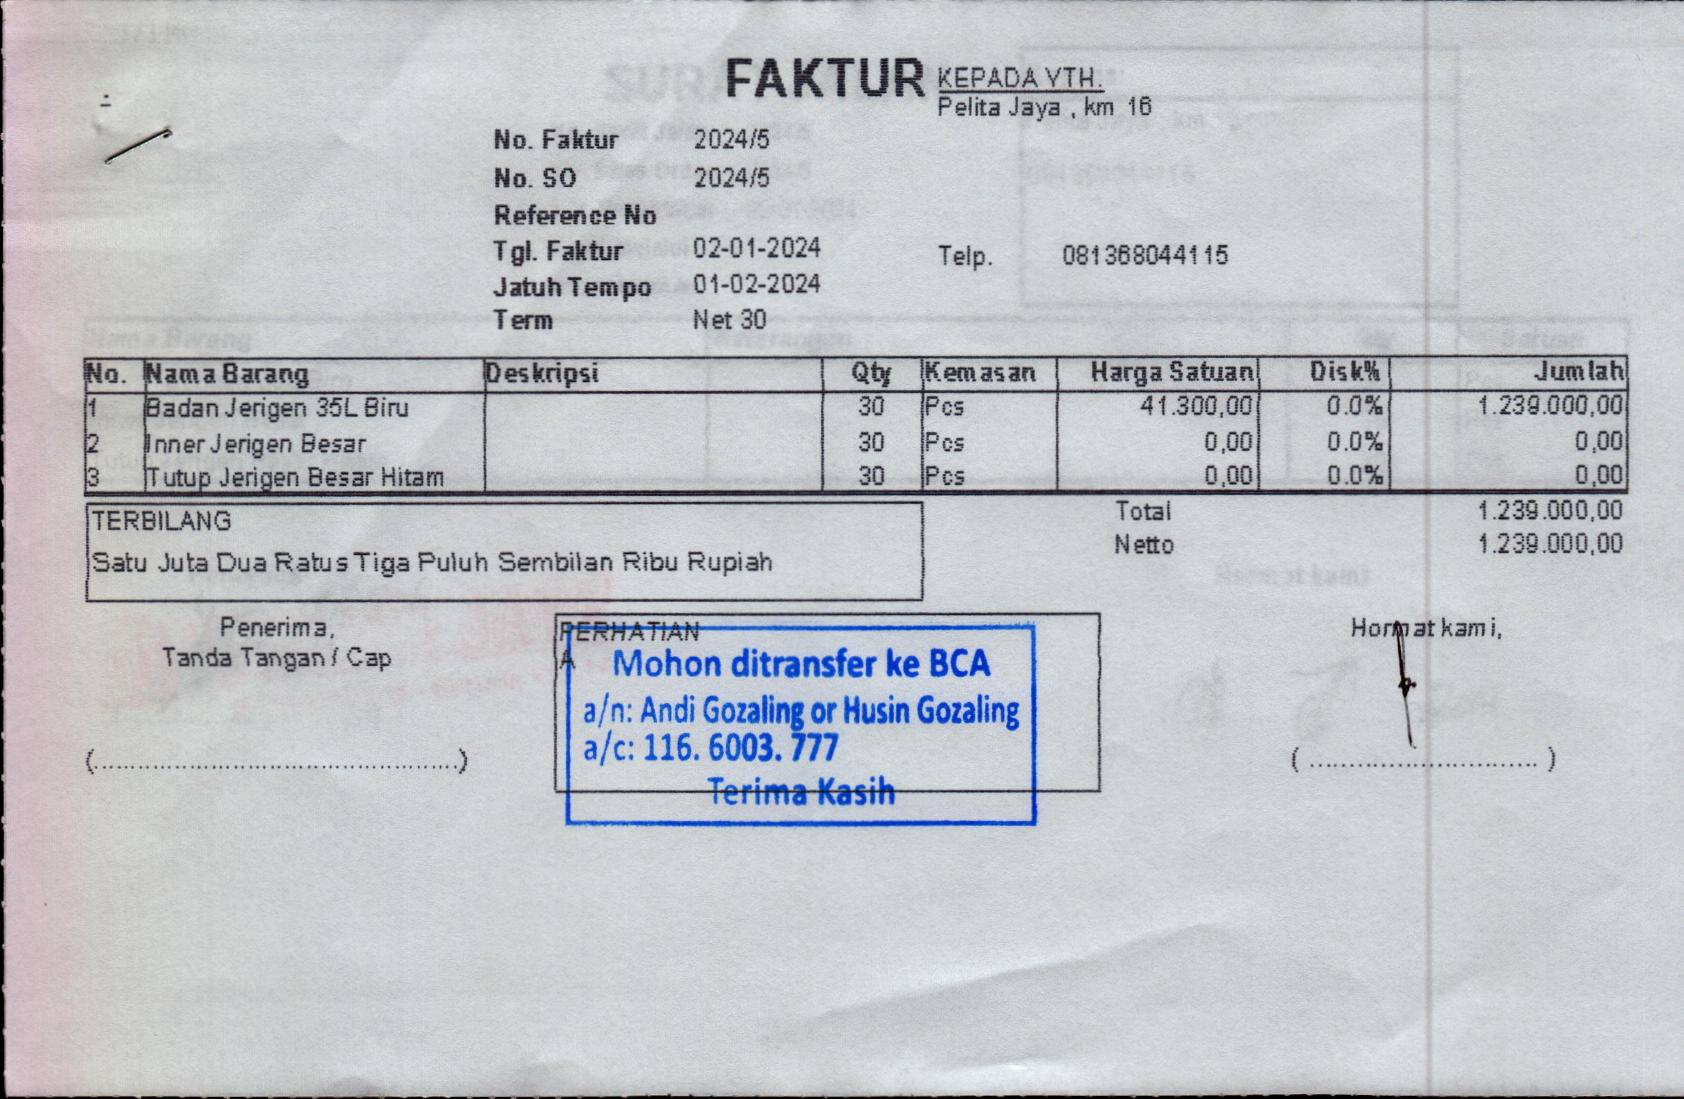 FAKTUR
KEPADA YTH.
Pelita Jaya , km 16
No. Faktur 2024/5
No. SO 2024/5
Reference No
Tgl. Faktur 02-01-2024
Telp. 081368044115
Jatuh Tempo 01-02-2024
Term Net 30
No. Nama Barang Deskripsi Qty Kemasan Harga Satuan Disk% Jumlah
1 Badan Jerigen 35L Biru 30 Pcs 41.300,00 0.0% 1.239.000,00
2 Inner Jerigen Besar 30 Pcs 0,00 0.0% 0,00
3 Tutup Jerigen Besar Hitam 30 Pcs 0,00 0.0% 0,00
TERBILANG
Satu Juta Dua Ratus Tiga Puluh Sembilan Ribu Rupiah
Total 1.239.000,00
Netto 1.239.000,00
Penerima,
Tanda Tangan / Cap
(..............................................)
PERHATIAN
A
Mohon ditransfer ke BCA
a/n: Andi Gozaling or Husin Gozaling
a/c: 116. 6003. 777
Terima Kasih
Hormat kami,
( ............................. )